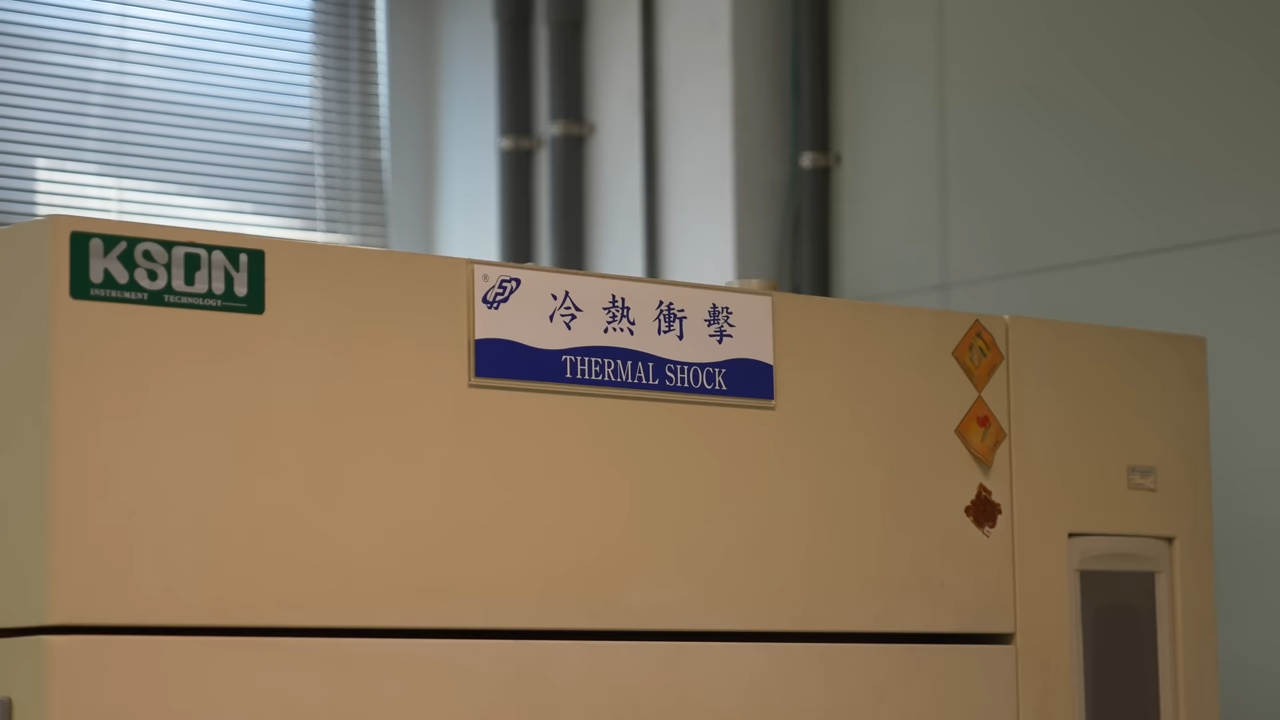 KSON
INSTRUMENT TECHNOLOGY
®
冷熱衝擊
THERMAL SHOCK